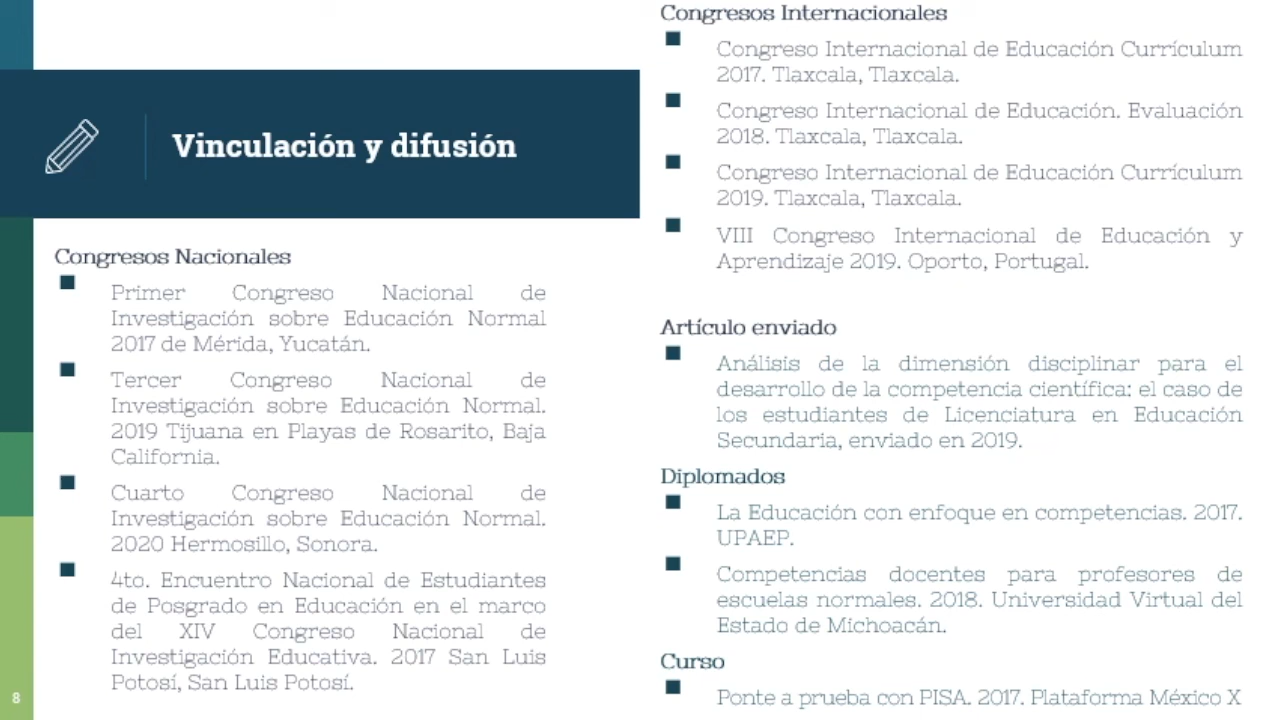 Vinculación y difusión
Congresos Nacionales
Primer Congreso Nacional de
Investigación sobre Educación Normal
2017 de Mérida, Yucatán.
Tercer Congreso Nacional de
Investigación sobre Educación Normal.
2019 Tijuana en Playas de Rosarito, Baja
California.
Cuarto Congreso Nacional de
Investigación sobre Educación Normal.
2020 Hermosillo, Sonora.
4to. Encuentro Nacional de Estudiantes
de Posgrado en Educación en el marco
del XIV Congreso Nacional de
Investigación Educativa. 2017 San Luis
Potosí, San Luis Potosí.
8
Congresos Internacionales
Congreso Internacional de Educación Currículum
2017. Tlaxcala, Tlaxcala.
Congreso Internacional de Educación. Evaluación
2018. Tlaxcala, Tlaxcala.
Congreso Internacional de Educación Currículum
2019. Tlaxcala, Tlaxcala.
VIII Congreso Internacional de Educación y
Aprendizaje 2019. Oporto, Portugal.
Artículo enviado
Análisis de la dimensión disciplinar para el
desarrollo de la competencia científica: el caso de
los estudiantes de Licenciatura en Educación
Secundaria, enviado en 2019.
Diplomados
La Educación con enfoque en competencias. 2017.
UPAEP.
Competencias docentes para profesores de
escuelas normales. 2018. Universidad Virtual del
Estado de Michoacán.
Curso
Ponte a prueba con PISA. 2017. Plataforma México X